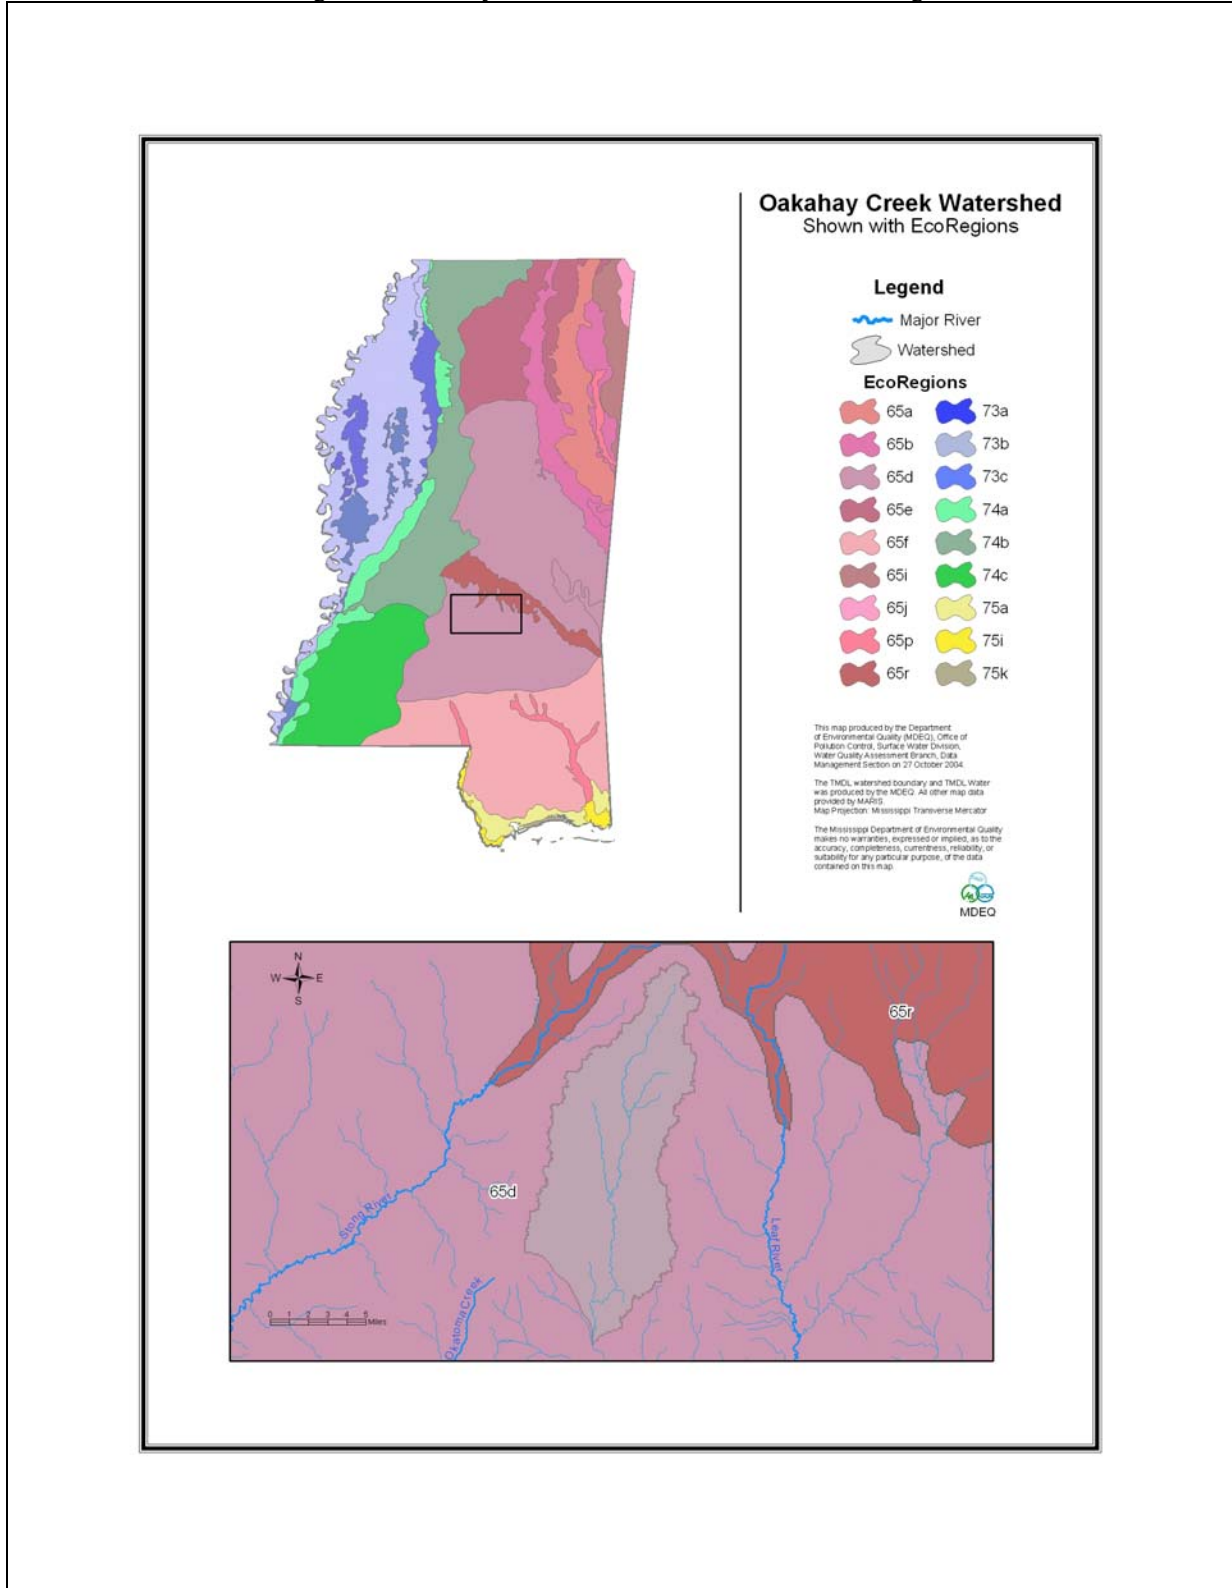 Oakahay Creek Watershed
Shown with EcoRegions
Legend
Major River
Watershed
EcoRegions
65a 73a
65b 73b
65d 73c
65e 74a
65f 74b
65i 74c
65j 75a
65p 75i
65r 75k
This map produced by the Department
of Environmental Quality (MDEQ), Office of
Pollution Control, Surface Water Division,
Water Quality Assessment Branch, Data
Management Section on 27 October 2004.
The TMDL watershed boundary and TMDL Water
was produced by the MDEQ. All other map data
provided by MARIS.
Map Projection: Mississippi Transverse Mercator
The Mississippi Department of Environmental Quality
makes no warranties, expressed or implied, as to the
accuracy, completeness, currentness, reliability, or
suitability for any particular purpose, of the data
contained on this map.
MDEQ
N
W E
S
65r
65d
Stong River
Leaf River
Okatoma Creek
0 1 2 3 4 5
Miles